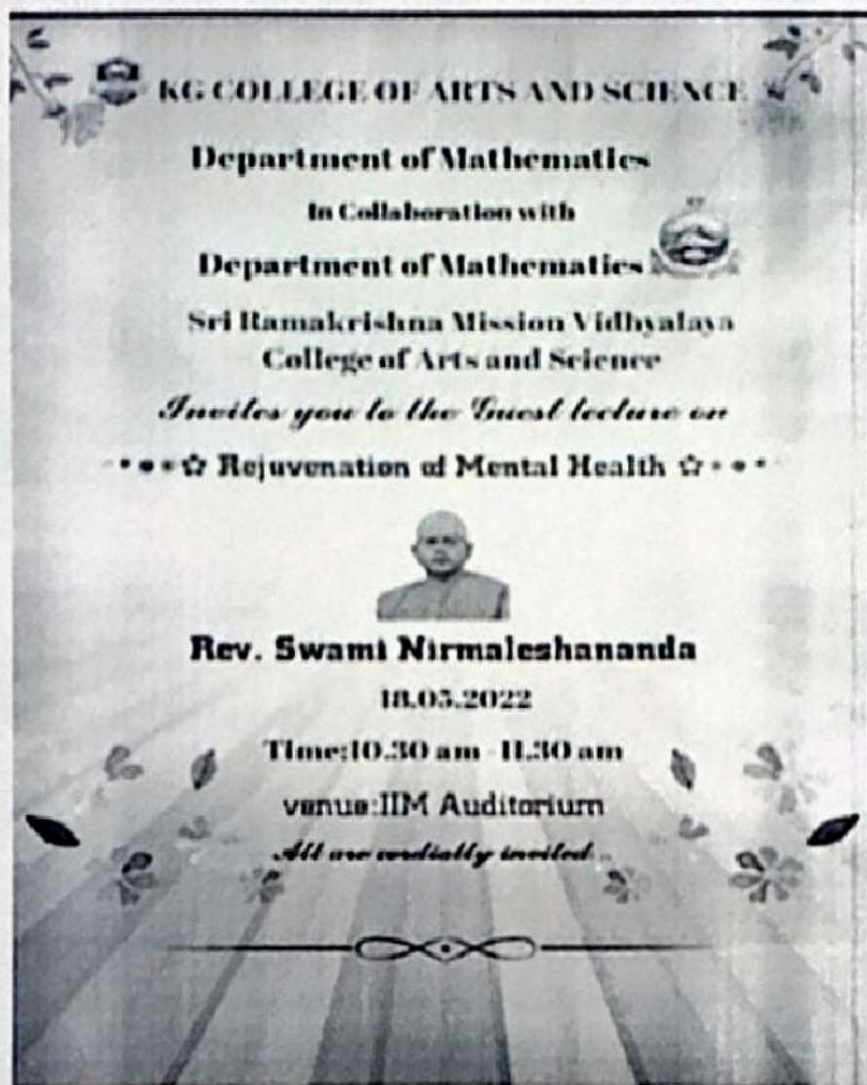 KG COLLEGE OF ARTS AND SCIENCE
Department of Mathematics
In Collaboration with
Department of Mathematics
Sri Ramakrishna Mission Vidhyalaya
College of Arts and Science
Invites you to the Guest lecture on
Rejuvenation of Mental Health
Rev. Swami Nirmaleshananda
18.05.2022
Time:10.30 am -11.30 am
venue:IIM Auditorium
All are cordially invited..